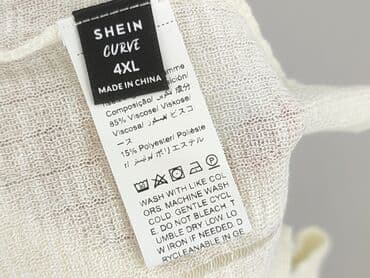 SHEIN
CURVE
4XL
MADE IN CHINA
Composição/
85% Viscose/ Viskose/
Viscose/ فسكوز/ ビスコ
ース
15% Polyester/ Poliéste
ポリエステル
WASH WITH LIKE COL
ORS. MACHINE WASH
COLD GENTLE CYCL
E. DO NOT BLEACH. T
UMBLE DRY LOW. LO
W IRON IF NEEDED. D
RYCLEANABLE IN GE